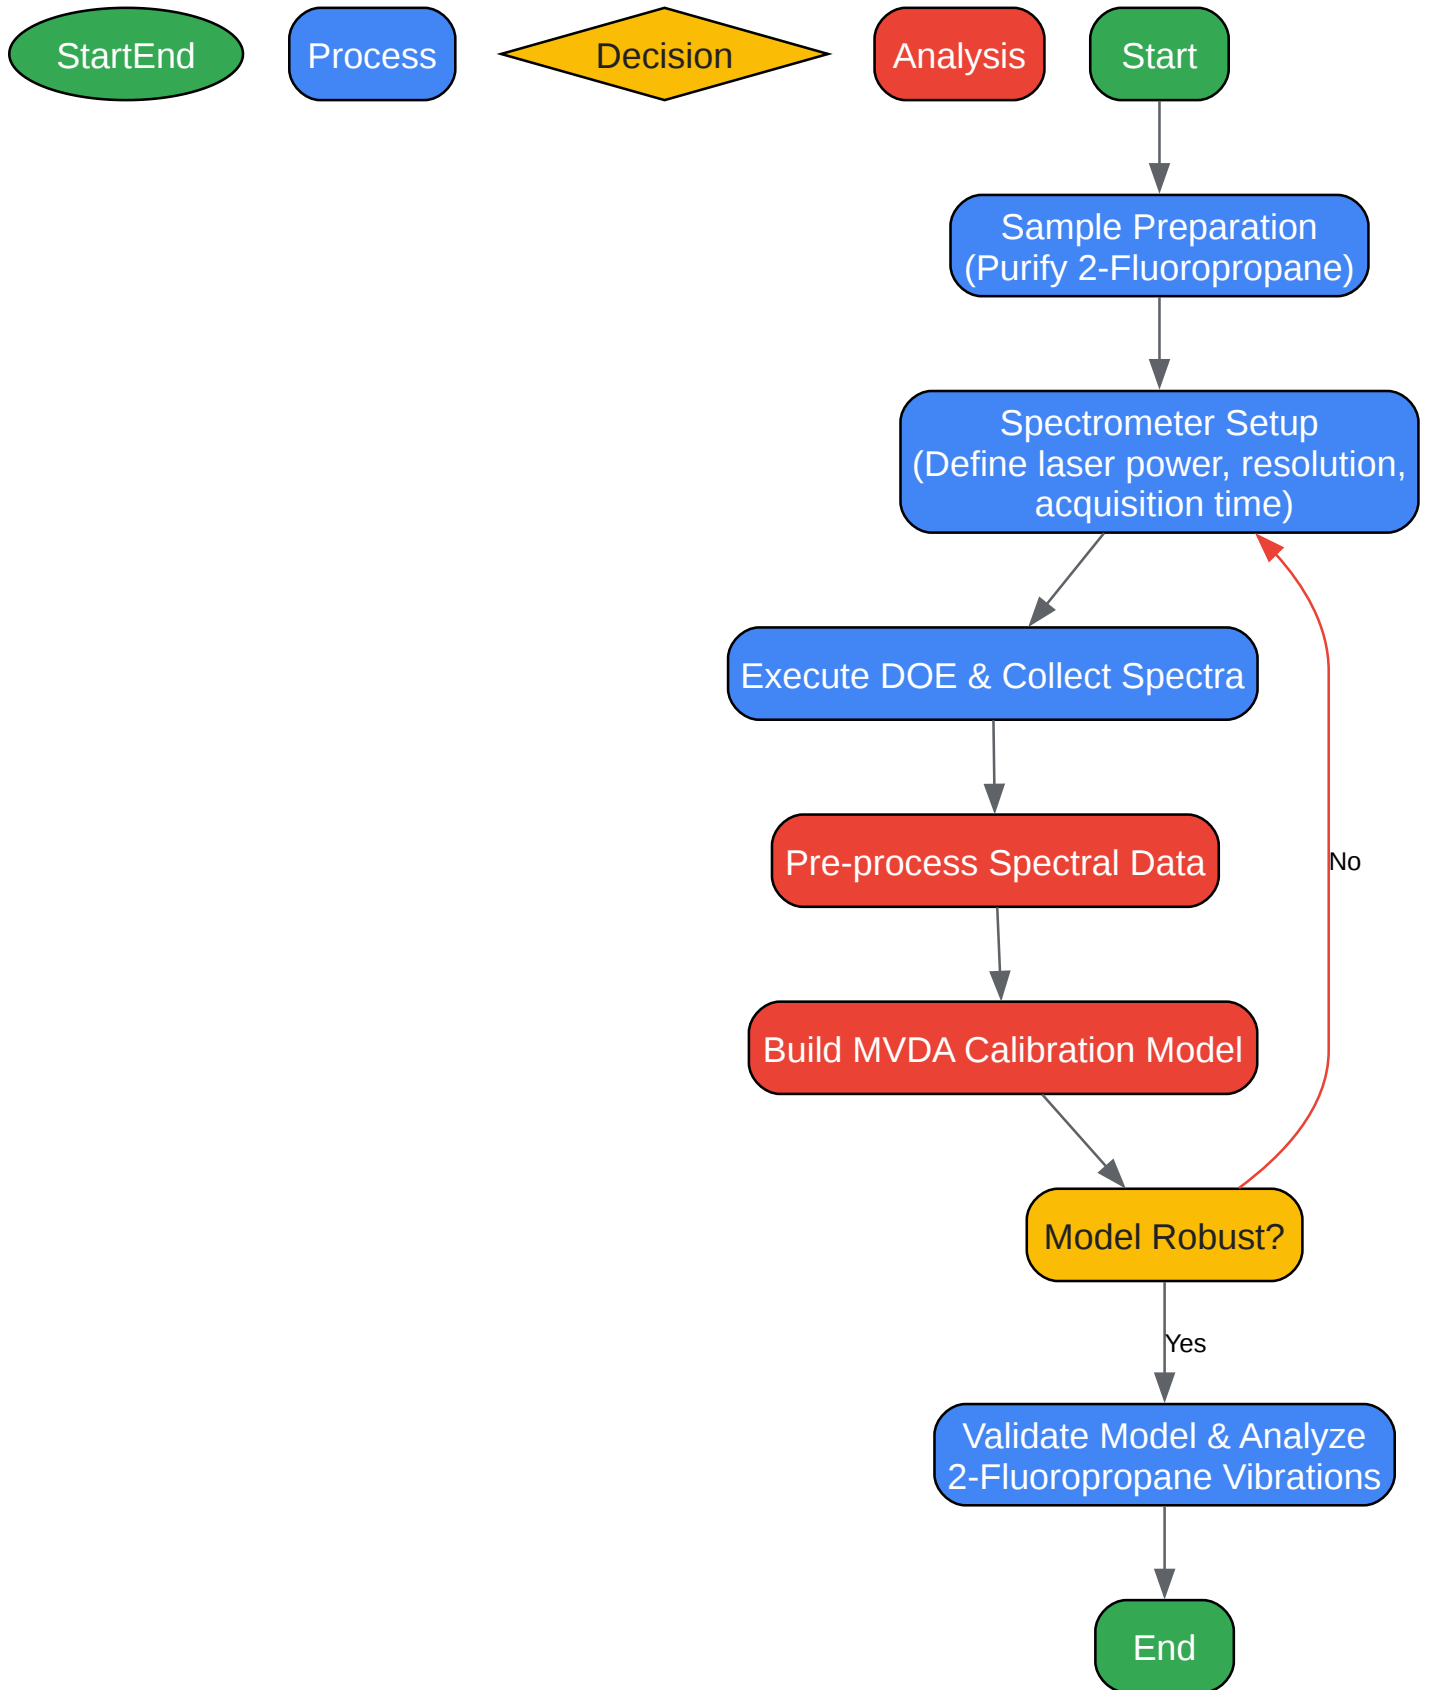 StartEnd
Process
Decision
Analysis
Start
Sample Preparation
(Purify 2-Fluoropropane)
Spectrometer Setup
(Define laser power, resolution,
acquisition time)
Execute DOE & Collect Spectra
Pre-process Spectral Data
No
Build MVDA Calibration Model
Model Robust?
Yes
Validate Model & Analyze
2-Fluoropropane Vibrations
End